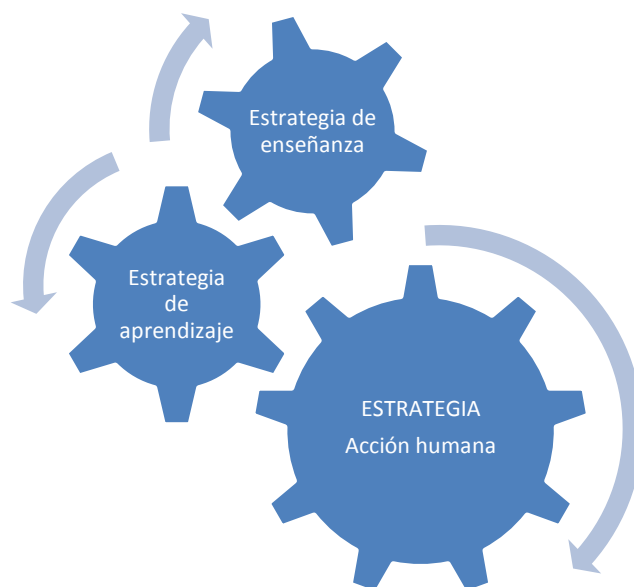 Estrategia de
enseñanza
Estrategia
de
aprendizaje
ESTRATEGIA
Acción humana